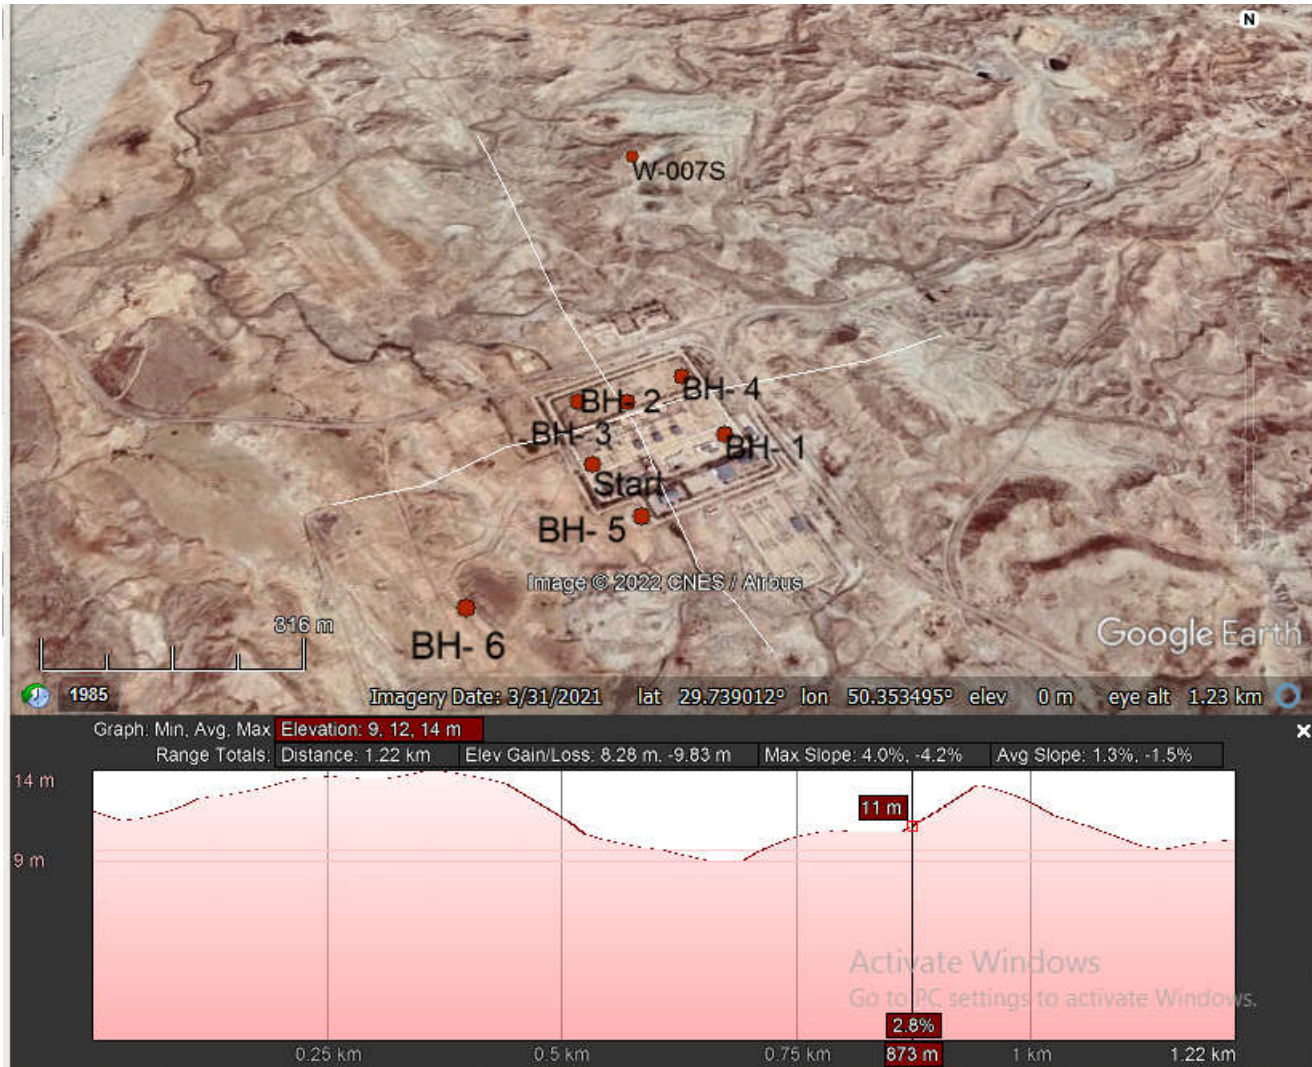 N
W-007S
BH- 2
BH- 4
BH- 3
BH- 1
Start
BH- 5
Image © 2022 CNES / Airbus
BH- 6
316 m
Google Earth
1985
Imagery Date: 3/31/2021 lat 29.739012° lon 50.353495° elev 0 m eye alt 1.23 km
Graph: Min, Avg, Max Elevation: 9, 12, 14 m
Range Totals: Distance: 1.22 km Elev Gain/Loss: 8.28 m, -9.83 m Max Slope: 4.0%, -4.2% Avg Slope: 1.3%, -1.5%
14 m
11 m
9 m
Activate Windows
Go to PC settings to activate Windows.
2.8%
0.25 km 0.5 km 0.75 km 873 m 1 km 1.22 km